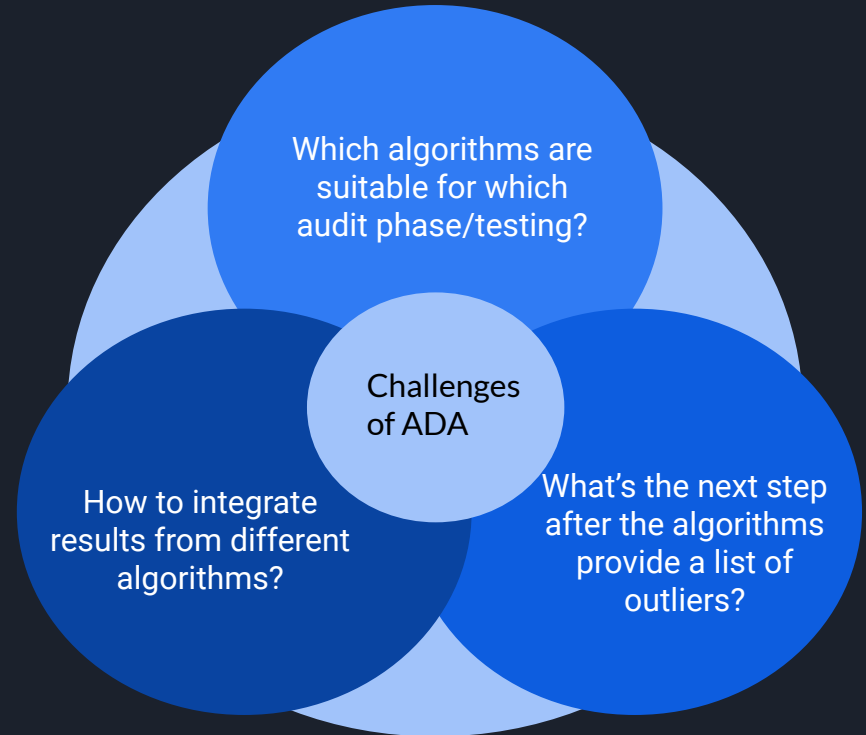 Which algorithms are
suitable for which
audit phase/testing?
Challenges
of ADA
How to integrate
results from different
algorithms?
What’s the next step
after the algorithms
provide a list of
outliers?